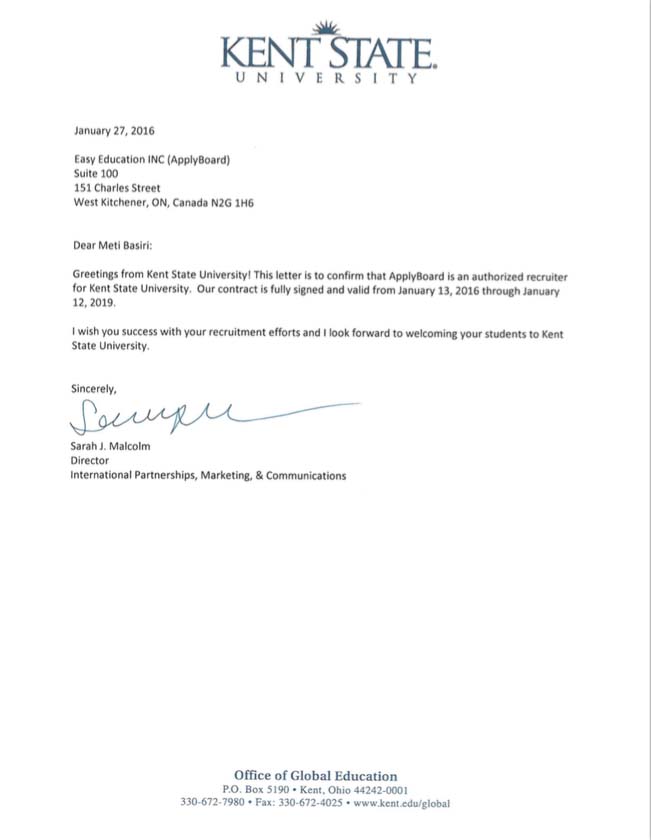 KENT STATE.
UNIVERSITY
January 27, 2016
Easy Education INC (ApplyBoard)
Suite 100
151 Charles Street
West Kitchener, ON, Canada N2G 1H6
Dear Meti Basiri:
Greetings from Kent State University! This letter is to confirm that ApplyBoard is an authorized recruiter
for Kent State University. Our contract is fully signed and valid from January 13, 2016 through January
12, 2019.
I wish you success with your recruitment efforts and I look forward to welcoming your students to Kent
State University.
Sincerely,
Sarah J. Malcolm
Director
International Partnerships, Marketing, & Communications
Office of Global Education
P.O. Box 5190 • Kent, Ohio 44242-0001
330-672-7980 • Fax: 330-672-4025 • www.kent.edu/global